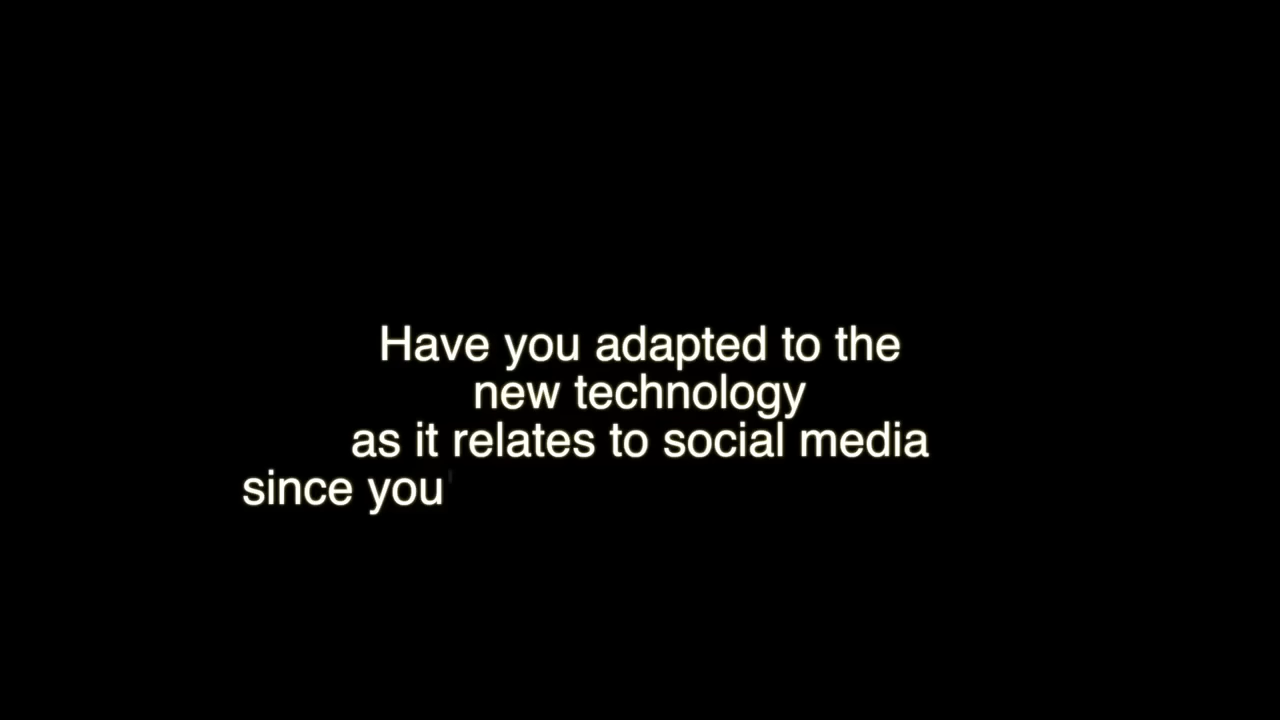 Have you adapted to the
new technology
as it relates to social media
since you'